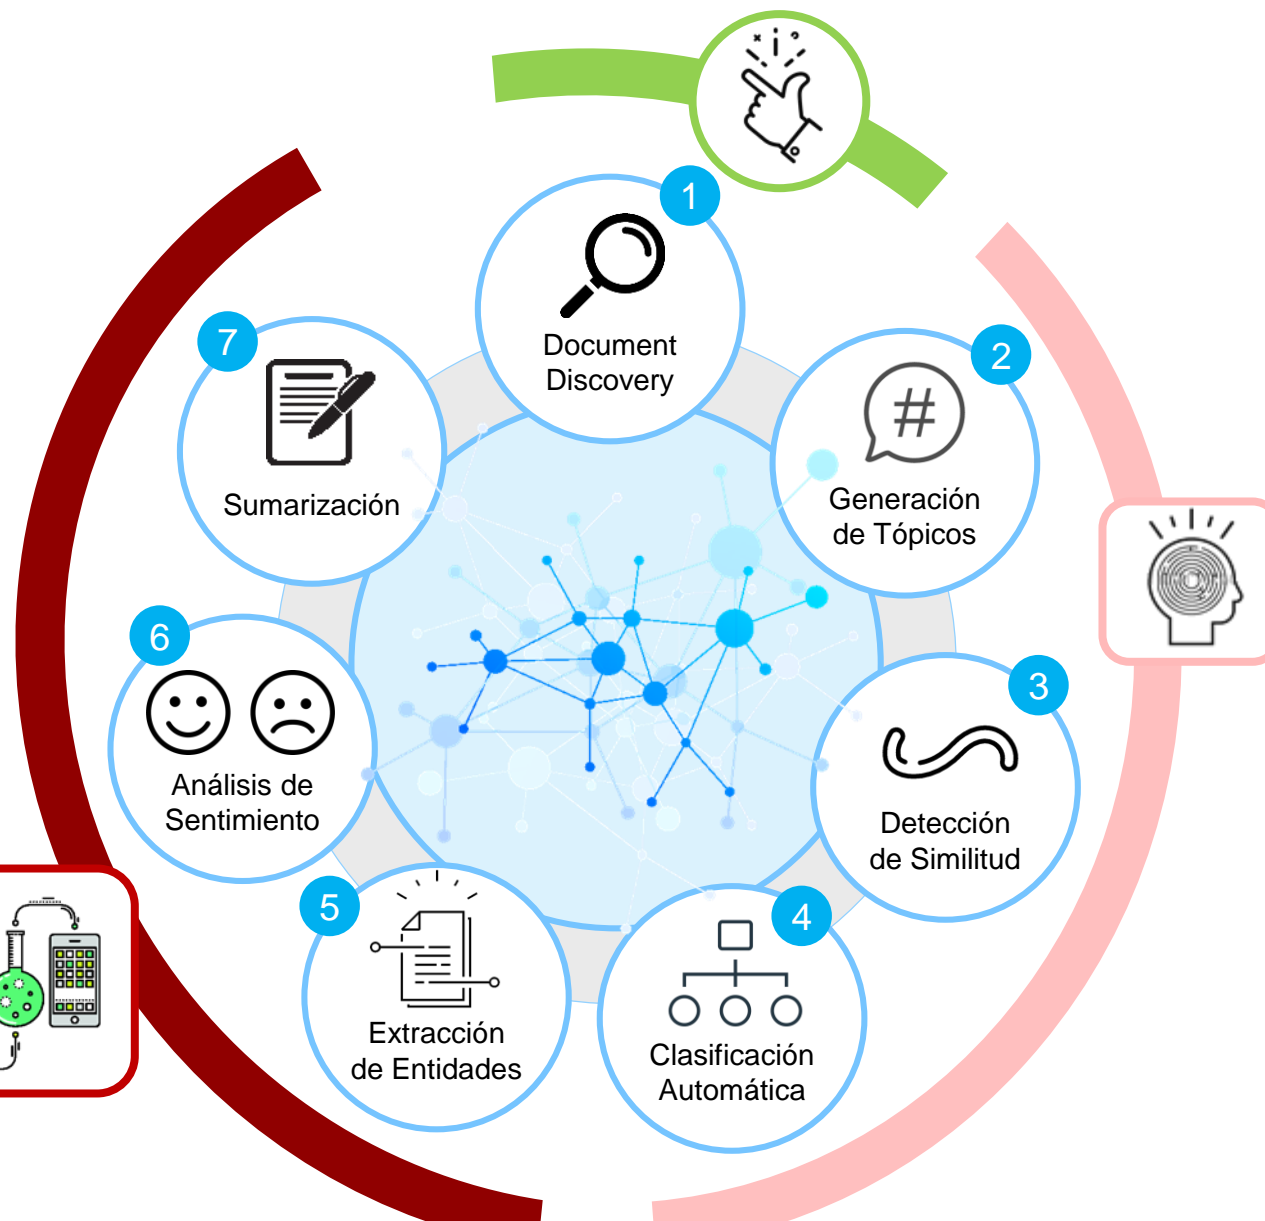 1
Document
Discovery
2
#
Generación
de Tópicos
3
Detección
de Similitud
4
Clasificación
Automática
5
Extracción
de Entidades
6
Análisis de
Sentimiento
7
Sumarización